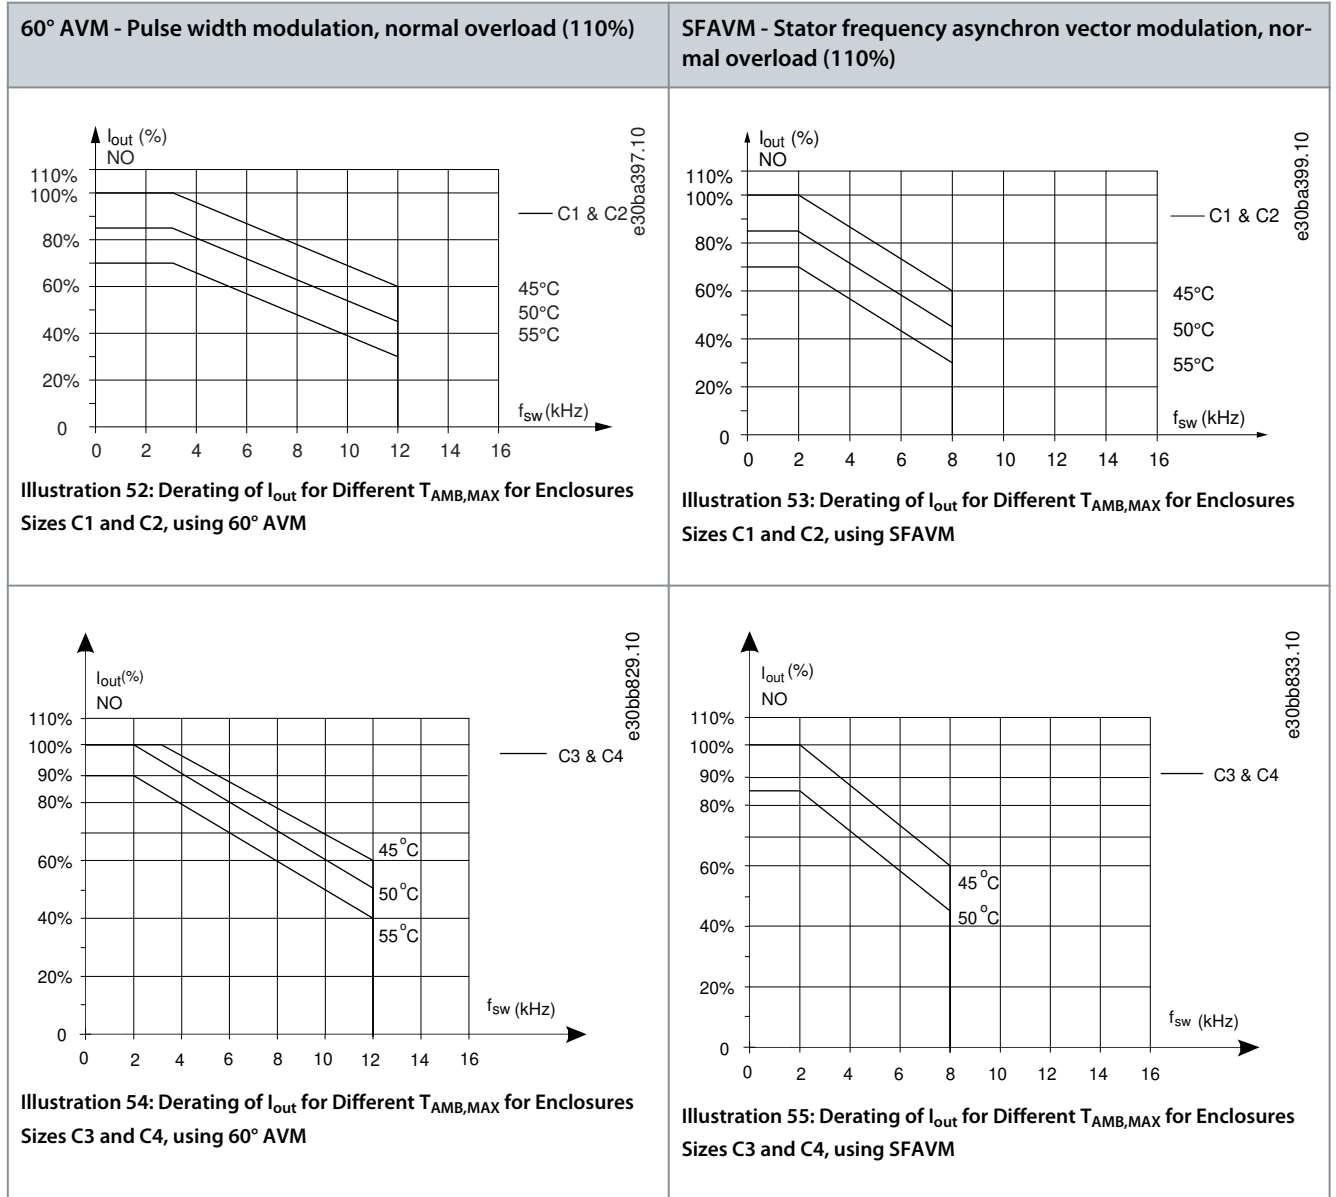 60° AVM - Pulse width modulation, normal overload (110%)
SFAVM - Stator frequency asynchron vector modulation, nor-
mal overload (110%)
Iout (%)
NO
110%
100%
80%
60%
40%
20%
0
0 2 4 6 8 10 12 14 16
C1 & C2
45°C
50°C
55°C
fsw (kHz)
e30ba397.10
Illustration 52: Derating of Iout for Different TAMB,MAX for Enclosures
Sizes C1 and C2, using 60° AVM
Iout (%)
NO
110%
100%
80%
60%
40%
20%
0
0 2 4 6 8 10 12 14 16
C1 & C2
45°C
50°C
55°C
fsw (kHz)
e30ba399.10
Illustration 53: Derating of Iout for Different TAMB,MAX for Enclosures
Sizes C1 and C2, using SFAVM
Iout(%)
NO
110%
100%
90%
80%
60%
40%
20%
0
0 2 4 6 8 10 12 14 16
C3 & C4
45°C
50°C
55°C
fsw (kHz)
e30bb829.10
Illustration 54: Derating of Iout for Different TAMB,MAX for Enclosures
Sizes C3 and C4, using 60° AVM
Iout (%)
NO
110%
100%
90%
80%
60%
40%
20%
0
0 2 4 6 8 10 12 14 16
C3 & C4
45°C
50°C
fsw (kHz)
e30bb833.10
Illustration 55: Derating of Iout for Different TAMB,MAX for Enclosures
Sizes C3 and C4, using SFAVM